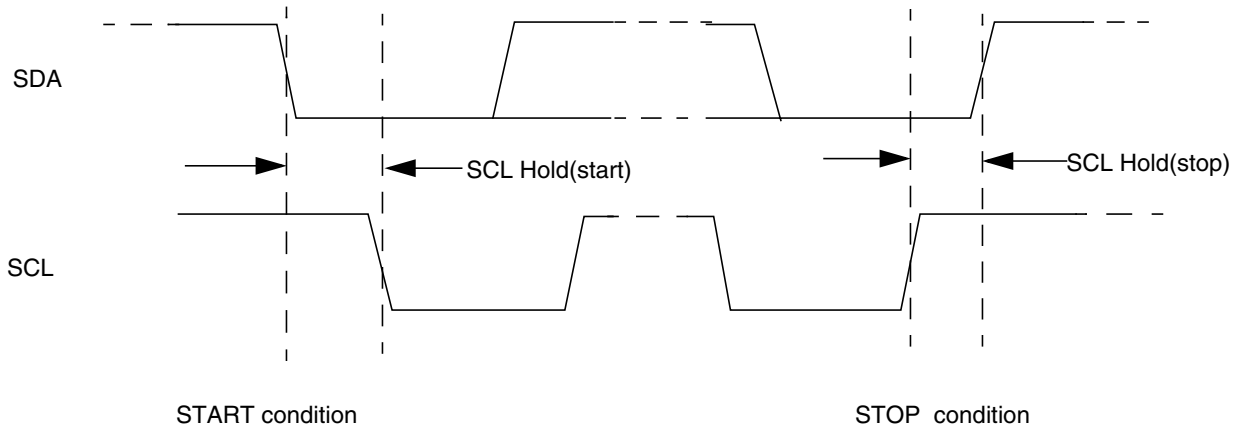 SDA
SCL Hold(start)
SCL Hold(stop)
SCL
START condition
STOP condition